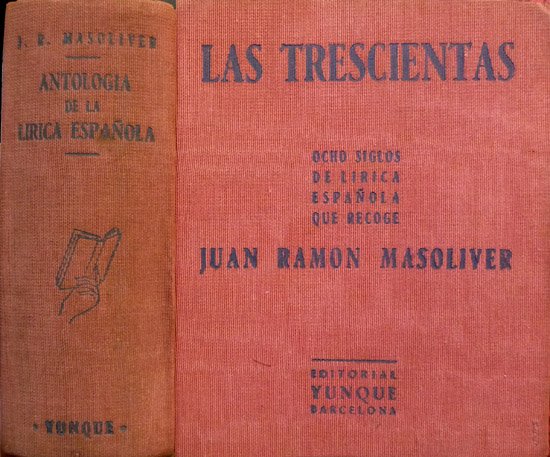 J. R. MASOLIVER
ANTOLOGIA
DE LA
LIRICA ESPAÑOLA
· YUNQUE ·
LAS TRESCIENTAS
OCHO SIGLOS
DE LIRICA
ESPAÑOLA
QUE RECOGE
JUAN RAMON MASOLIVER
EDITORIAL
YUNQUE
BARCELONA